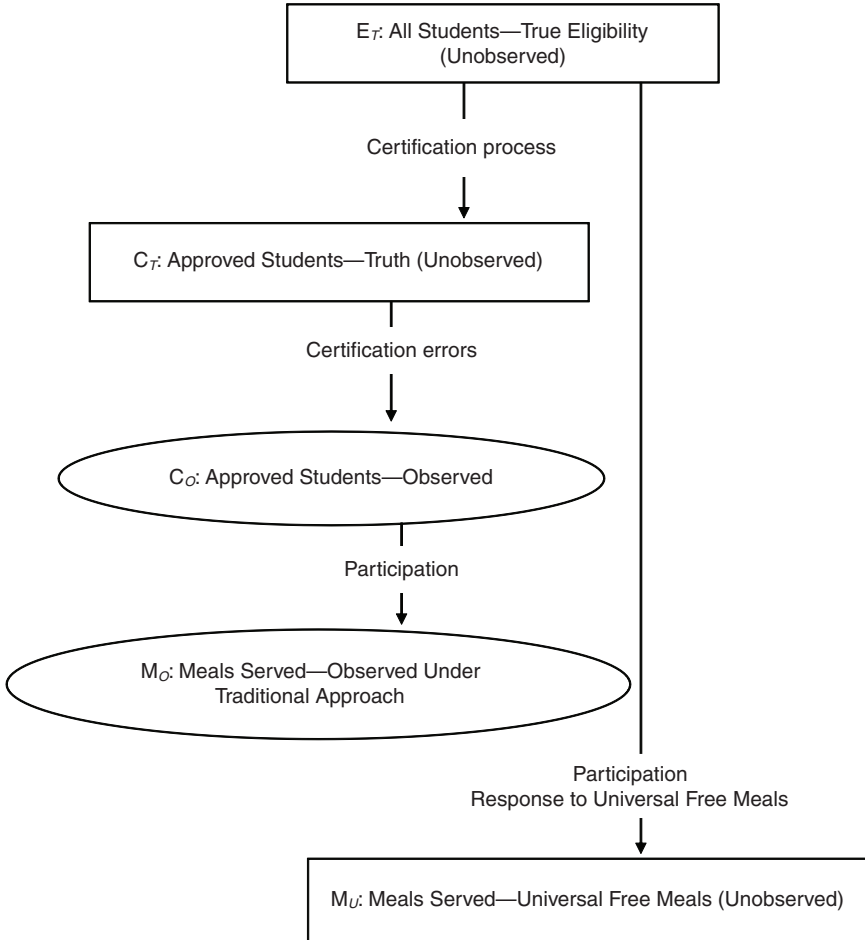 E_T: All Students—True Eligibility
(Unobserved)
Certification process
C_T: Approved Students—Truth (Unobserved)
Certification errors
C_O: Approved Students—Observed
Participation
M_O: Meals Served—Observed Under
Traditional Approach
Participation
Response to Universal Free Meals
M_U: Meals Served—Universal Free Meals (Unobserved)